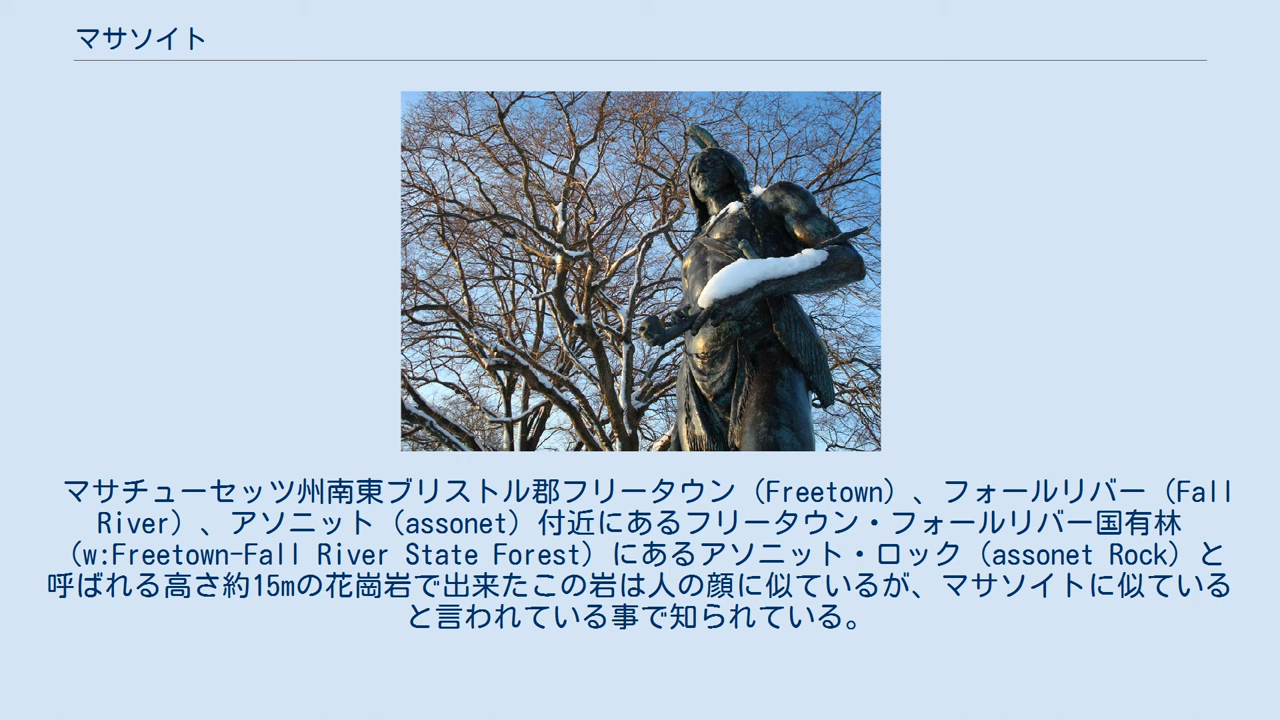 マサソイト
マサチューセッツ州南東ブリストル郡フリータウン（Freetown）、フォールリバー（Fall
River）、アソニット（assonet）付近にあるフリータウン・フォールリバー国有林
（w:Freetown-Fall River State Forest）にあるアソニット・ロック（assonet Rock）と
呼ばれる高さ約15mの花崗岩で出来たこの岩は人の顔に似ているが、マサソイトに似ている
と言われている事で知られている。